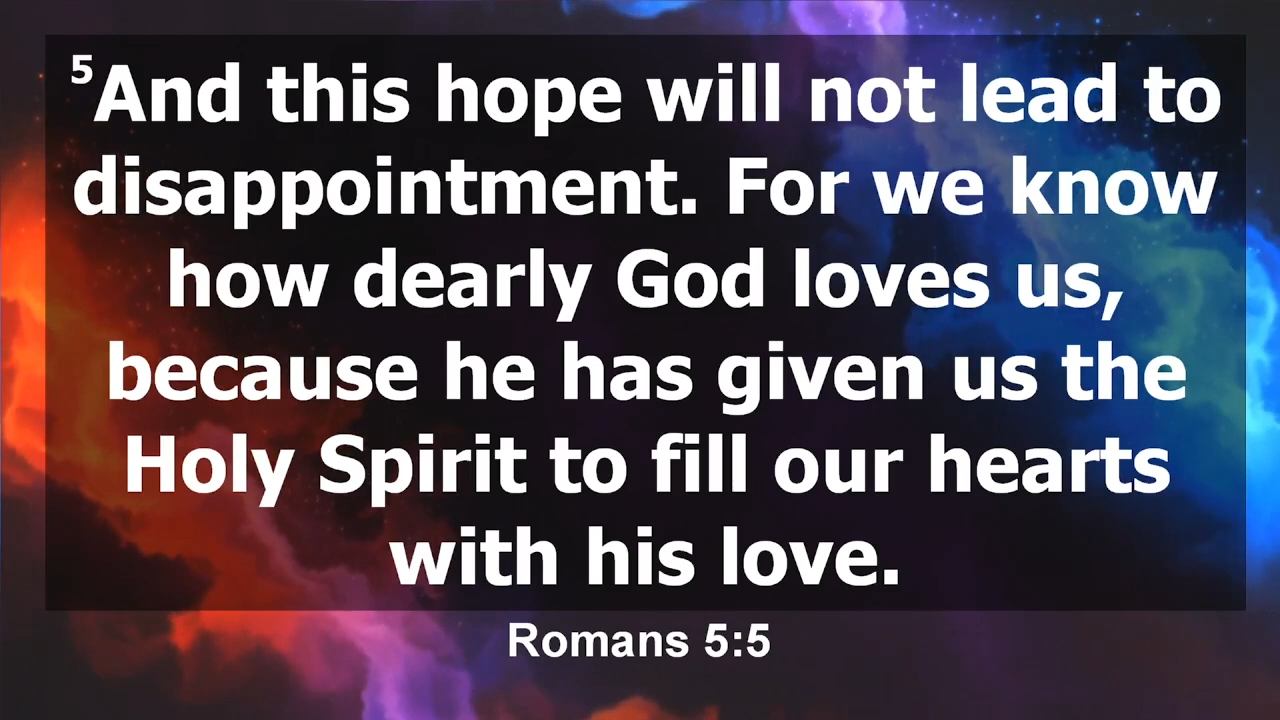 ⁵And this hope will not lead to
disappointment. For we know
how dearly God loves us,
because he has given us the
Holy Spirit to fill our hearts
with his love.
Romans 5:5